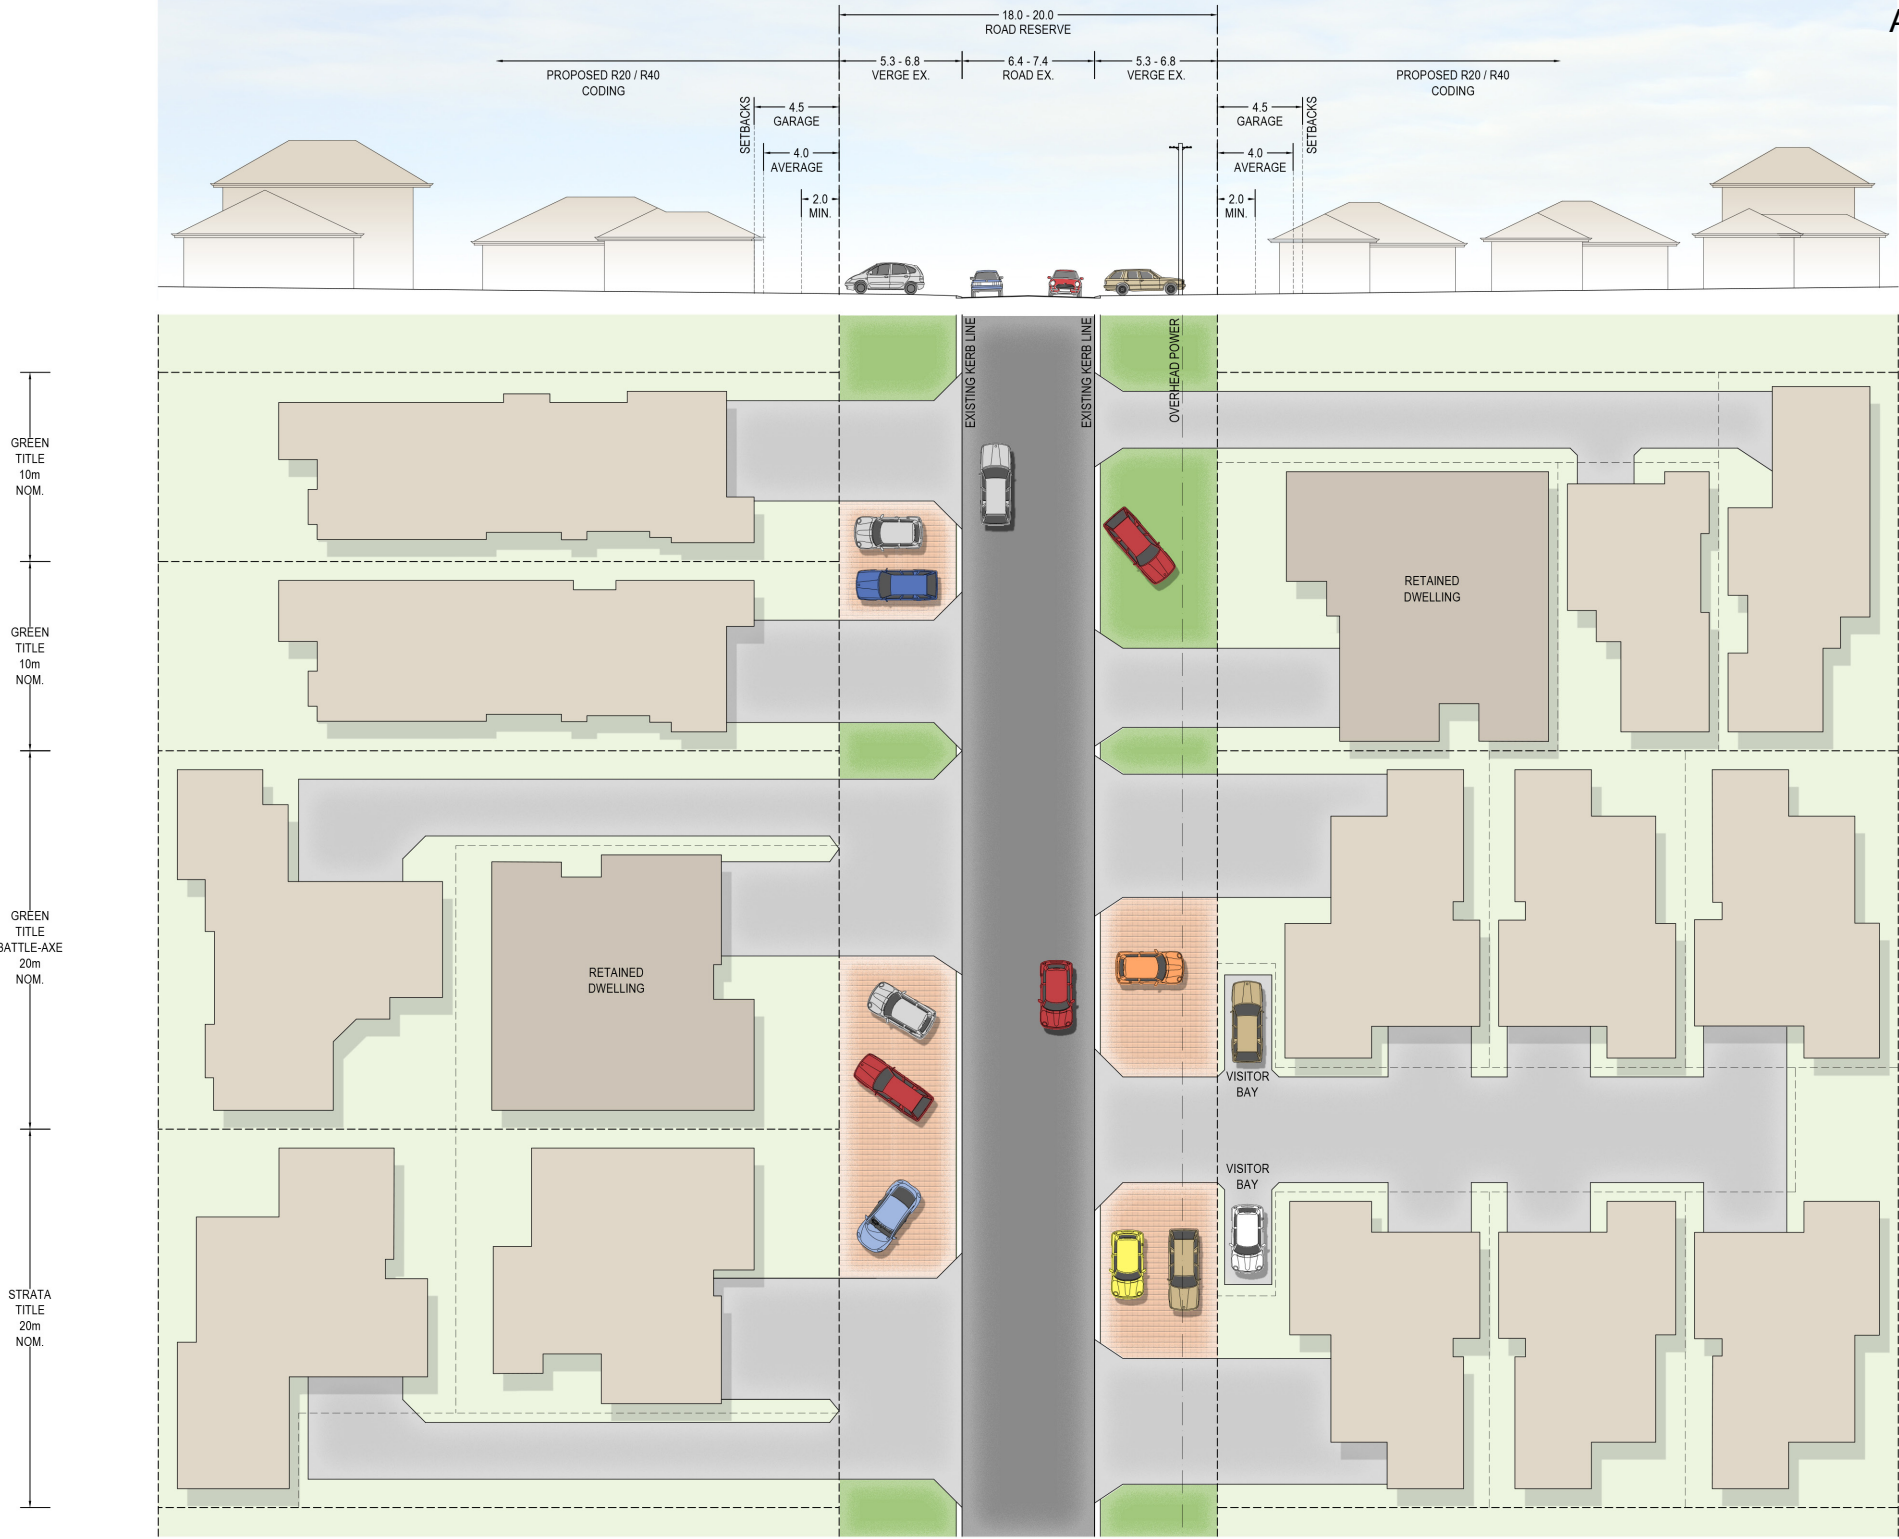 A
18.0 - 20.0
ROAD RESERVE
5.3 - 6.8
VERGE EX.
6.4 - 7.4
ROAD EX.
5.3 - 6.8
VERGE EX.
PROPOSED R20 / R40
CODING
PROPOSED R20 / R40
CODING
SETBACKS
4.5
GARAGE
4.0
AVERAGE
2.0
MIN.
4.5
GARAGE
SETBACKS
4.0
AVERAGE
2.0
MIN.
EXISTING KERB LINE
EXISTING KERB LINE
OVERHEAD POWER
GREEN
TITLE
10m
NOM.
RETAINED
DWELLING
GREEN
TITLE
10m
NOM.
GREEN
TITLE
BATTLE-AXE
20m
NOM.
RETAINED
DWELLING
VISITOR
BAY
VISITOR
BAY
STRATA
TITLE
20m
NOM.